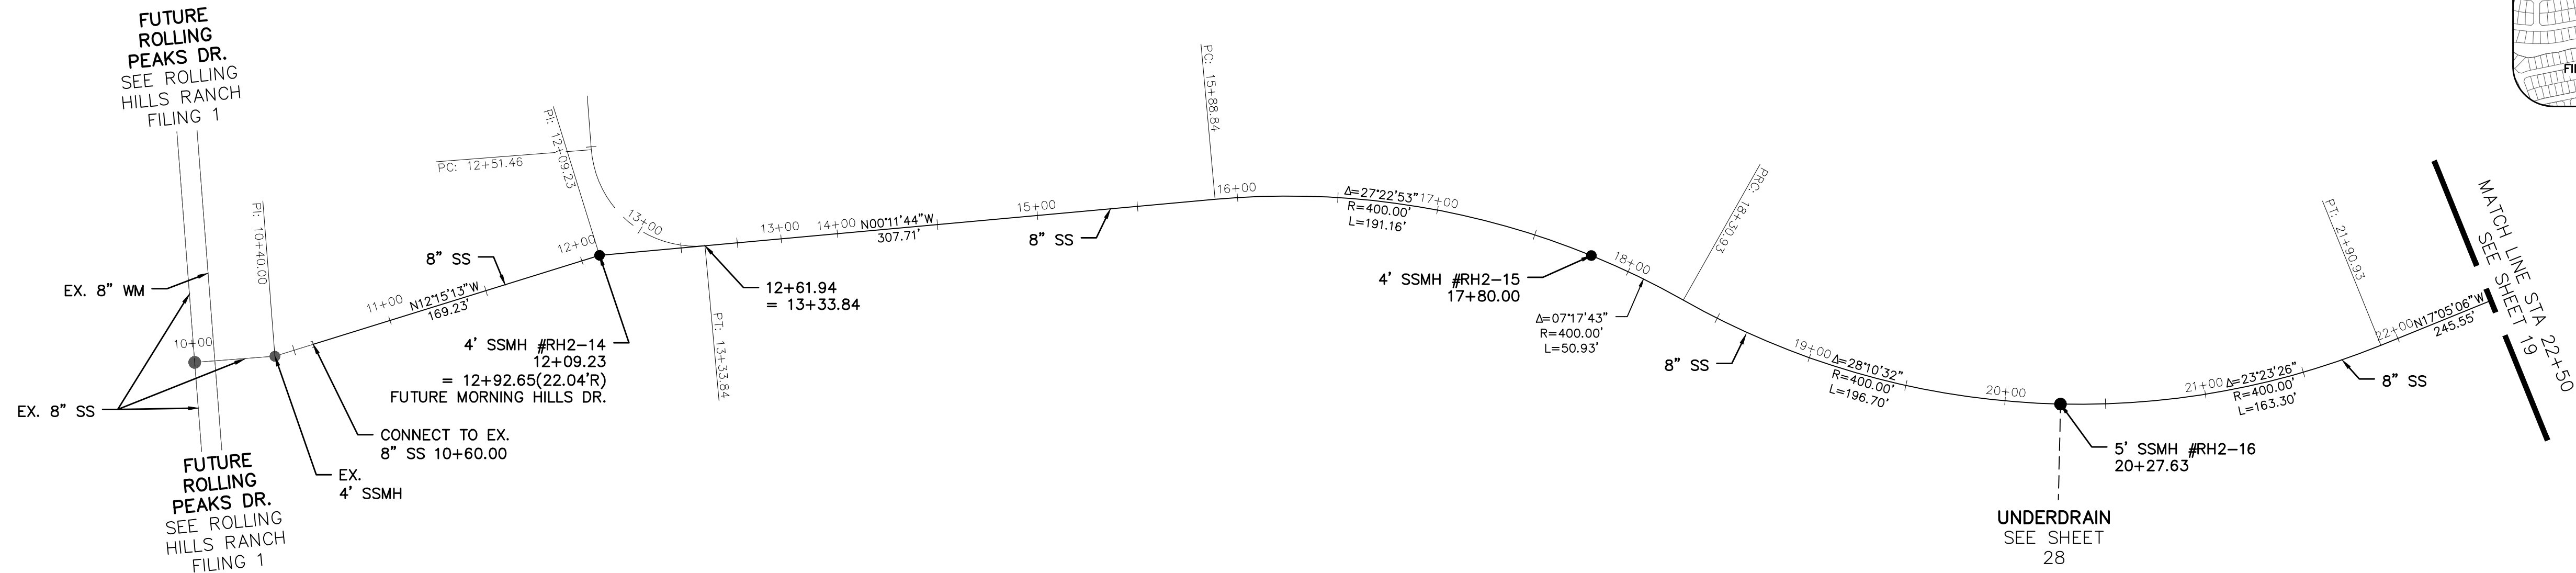 FUTURE
ROLLING
PEAKS DR.
SEE ROLLING
HILLS RANCH
FILING 1
EX. 8" WM
EX. 8" SS
10+00
PI: 10+40.00
FUTURE
ROLLING
PEAKS DR.
SEE ROLLING
HILLS RANCH
FILING 1
EX.
4' SSMH
CONNECT TO EX.
8" SS 10+60.00
11+00
N12°15'13"W
169.23'
8" SS
12+00
PI: 12+09.23
PC: 12+51.46
13+00
4' SSMH #RH2-14
12+09.23
= 12+92.65(22.04'R)
FUTURE MORNING HILLS DR.
PT: 13+33.84
12+61.94
= 13+33.84
13+00
14+00
N00°11'44"W
307.71'
15+00
8" SS
PC: 15+88.84
16+00
Δ=27°22'53"
R=400.00'
L=191.16'
17+00
4' SSMH #RH2-15
17+80.00
18+00
Δ=07°17'43"
R=400.00'
L=50.93'
PRC: 18+30.93
8" SS
19+00
Δ=28°10'32"
R=400.00'
L=196.70'
20+00
5' SSMH #RH2-16
20+27.63
UNDERDRAIN
SEE SHEET
28
21+00
Δ=23°23'26"
R=400.00'
L=163.30'
8" SS
PT: 21+90.93
22+00
N17°05'06"W
245.55'
MATCH LINE STA 22+50
SEE SHEET 19